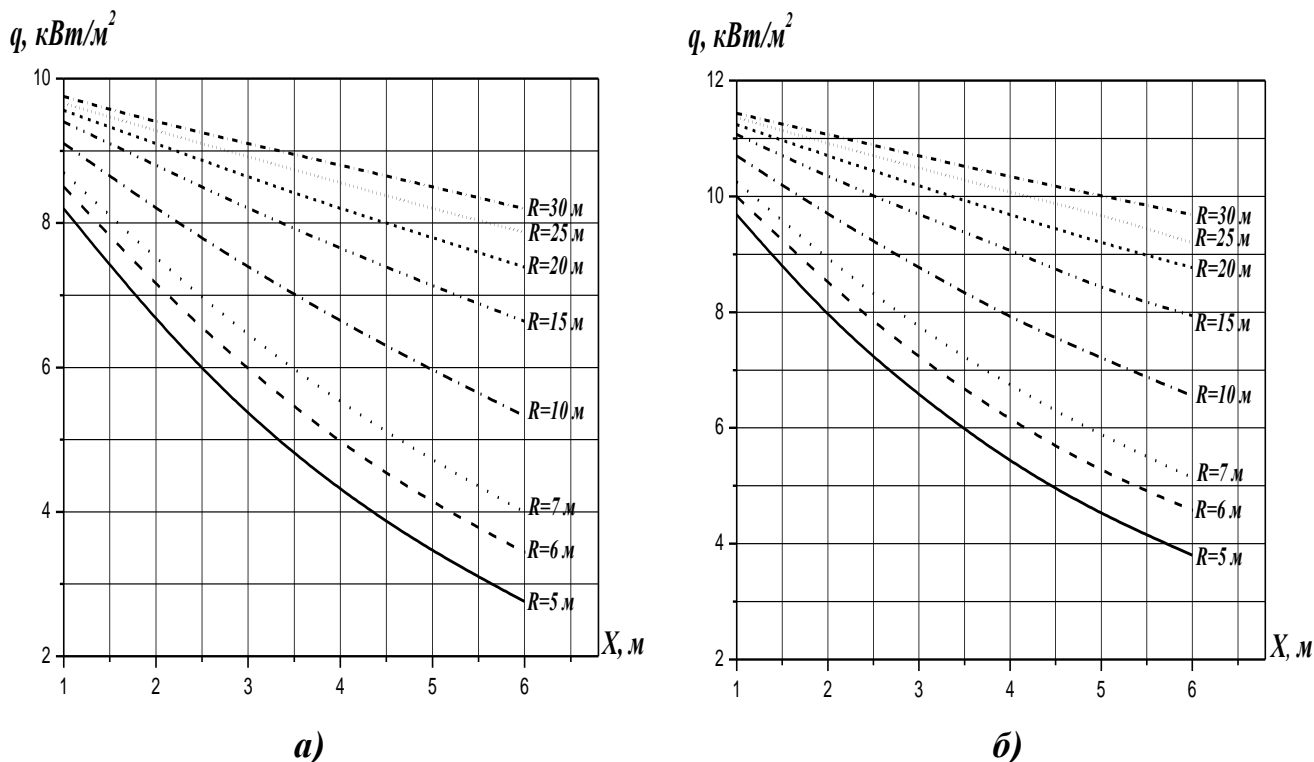 q, кВт/м²
10
8
6
4
2
1 2 3 4 5 6
X, м
R=30 м
R=25 м
R=20 м
R=15 м
R=10 м
R=7 м
R=6 м
R=5 м
а)
q, кВт/м²
12
10
8
6
4
2
1 2 3 4 5 6
X, м
R=30 м
R=25 м
R=20 м
R=15 м
R=10 м
R=7 м
R=6 м
R=5 м
б)